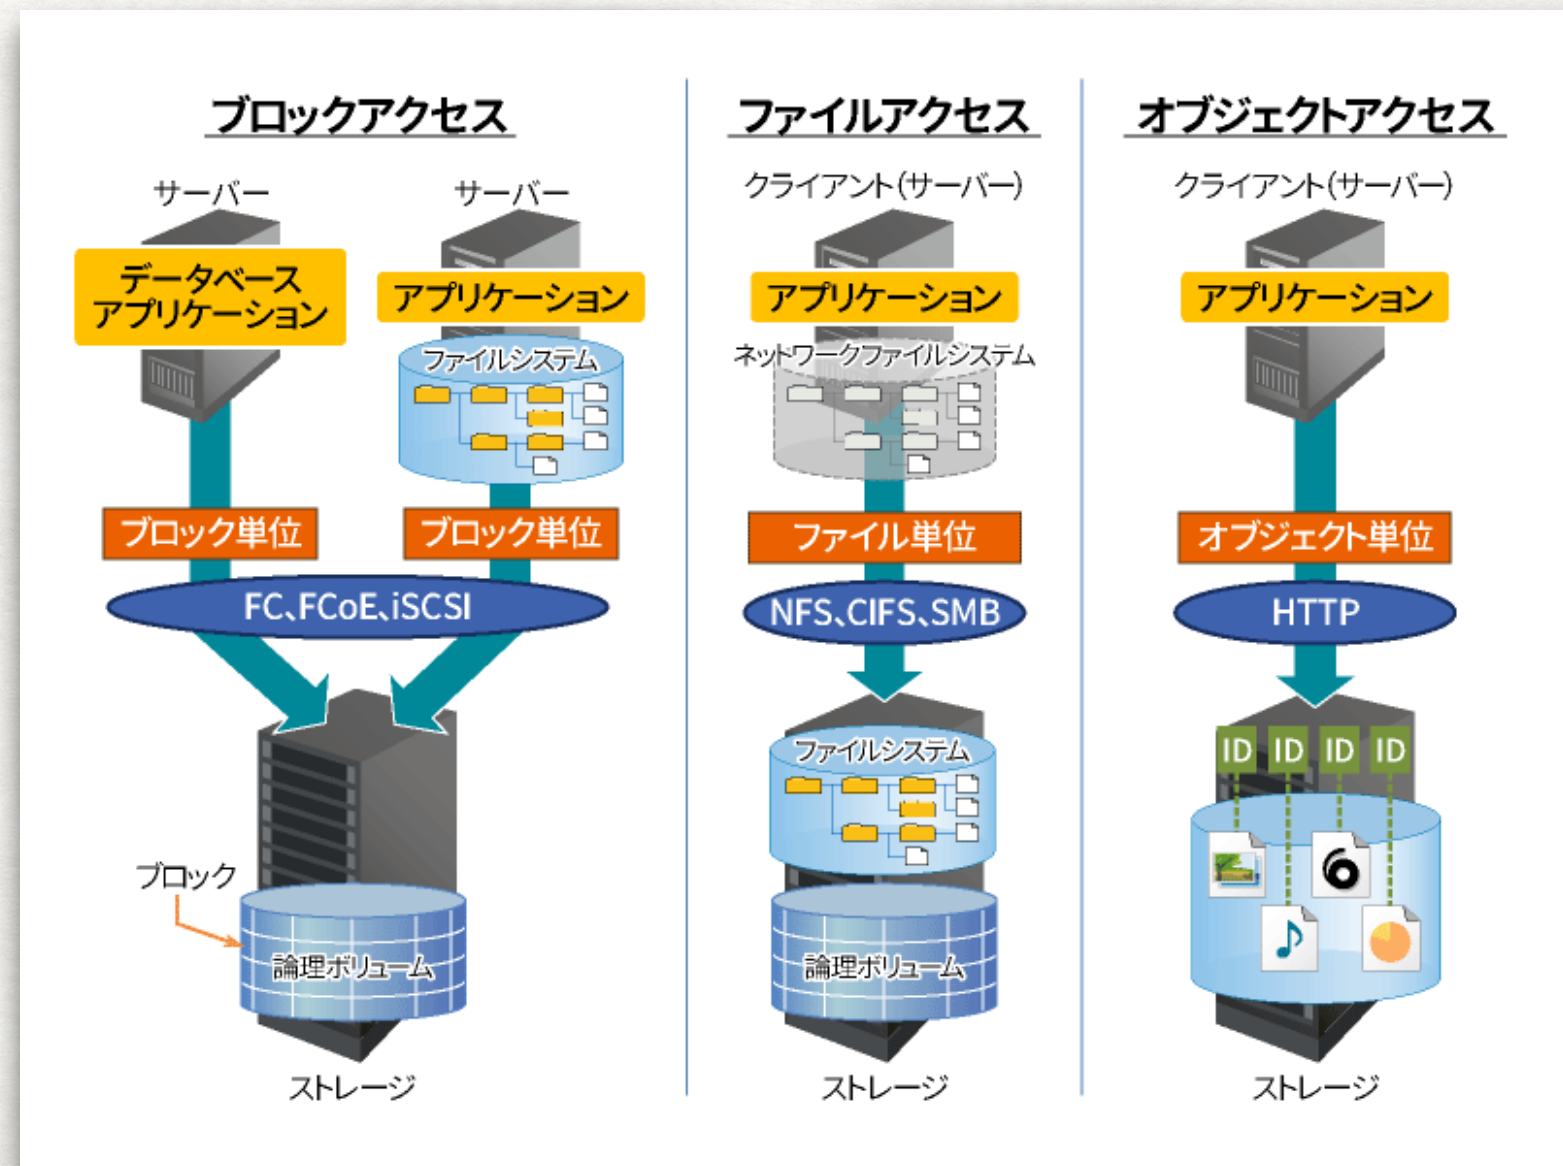 ブロックアクセス
サーバー
サーバー
データベース
アプリケーション
アプリケーション
ファイルシステム
ブロック単位
ブロック単位
FC、FCoE、iSCSI
ブロック
論理ボリューム
ストレージ
ファイルアクセス
クライアント(サーバー)
アプリケーション
ネットワークファイルシステム
ファイル単位
NFS、CIFS、SMB
ファイルシステム
論理ボリューム
ストレージ
オブジェクトアクセス
クライアント(サーバー)
アプリケーション
オブジェクト単位
HTTP
ID ID ID ID
6
ストレージ